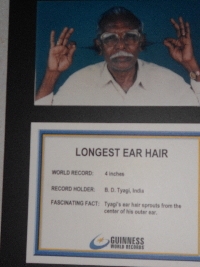 LONGEST EAR HAIR
WORLD RECORD: 4 inches
RECORD HOLDER: B. D. Tyagi, India
FASCINATING FACT: Tyagi's ear hair sprouts from the
center of his outer ear.
GUINNESS
WORLD RECORDS